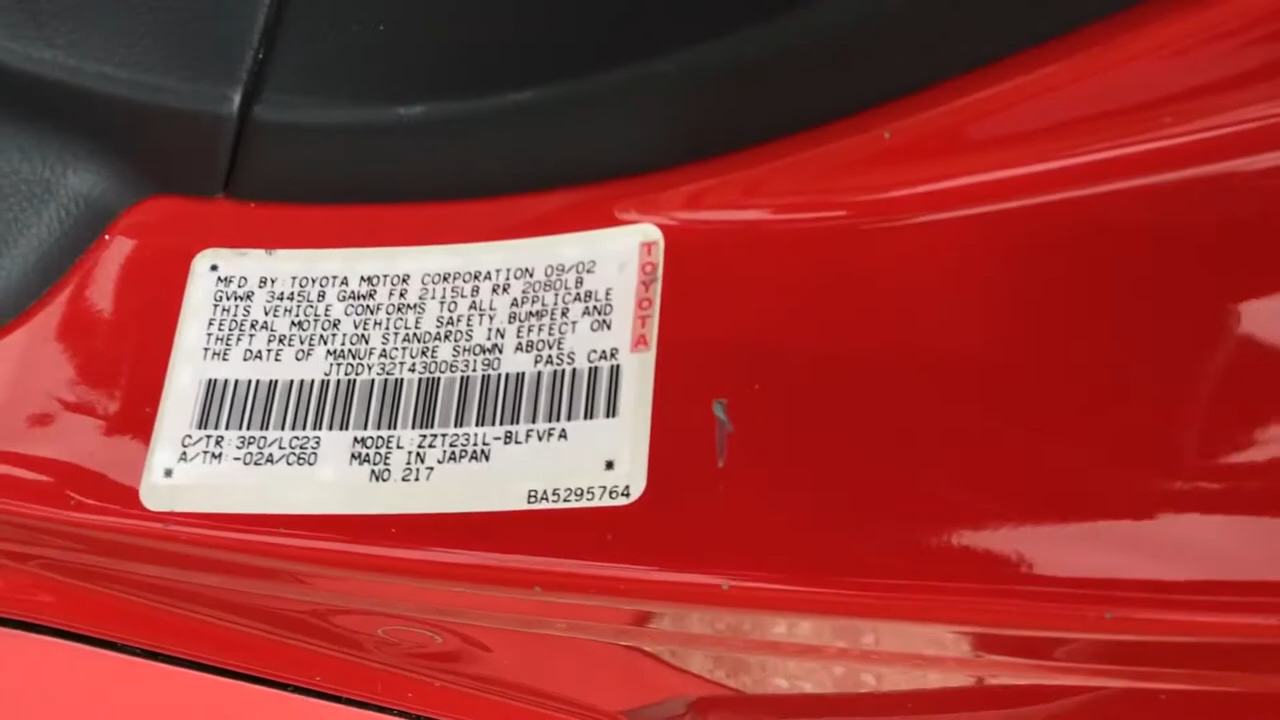 MFD BY:TOYOTA MOTOR CORPORATION 09/02
GVWR 3445LB GAWR FR 2115LB RR 2080LB
THIS VEHICLE CONFORMS TO ALL APPLICABLE
FEDERAL MOTOR VEHICLE SAFETY,BUMPER AND
THEFT PREVENTION STANDARDS IN EFFECT ON
THE DATE OF MANUFACTURE SHOWN ABOVE.
JTDDY32T430063190 PASS.CAR
TOYOTA
C/TR:3P0/LC23 MODEL:ZZT231L-BLFVFA
A/TM:-02A/C60 MADE IN JAPAN
NO.217
BA5295764